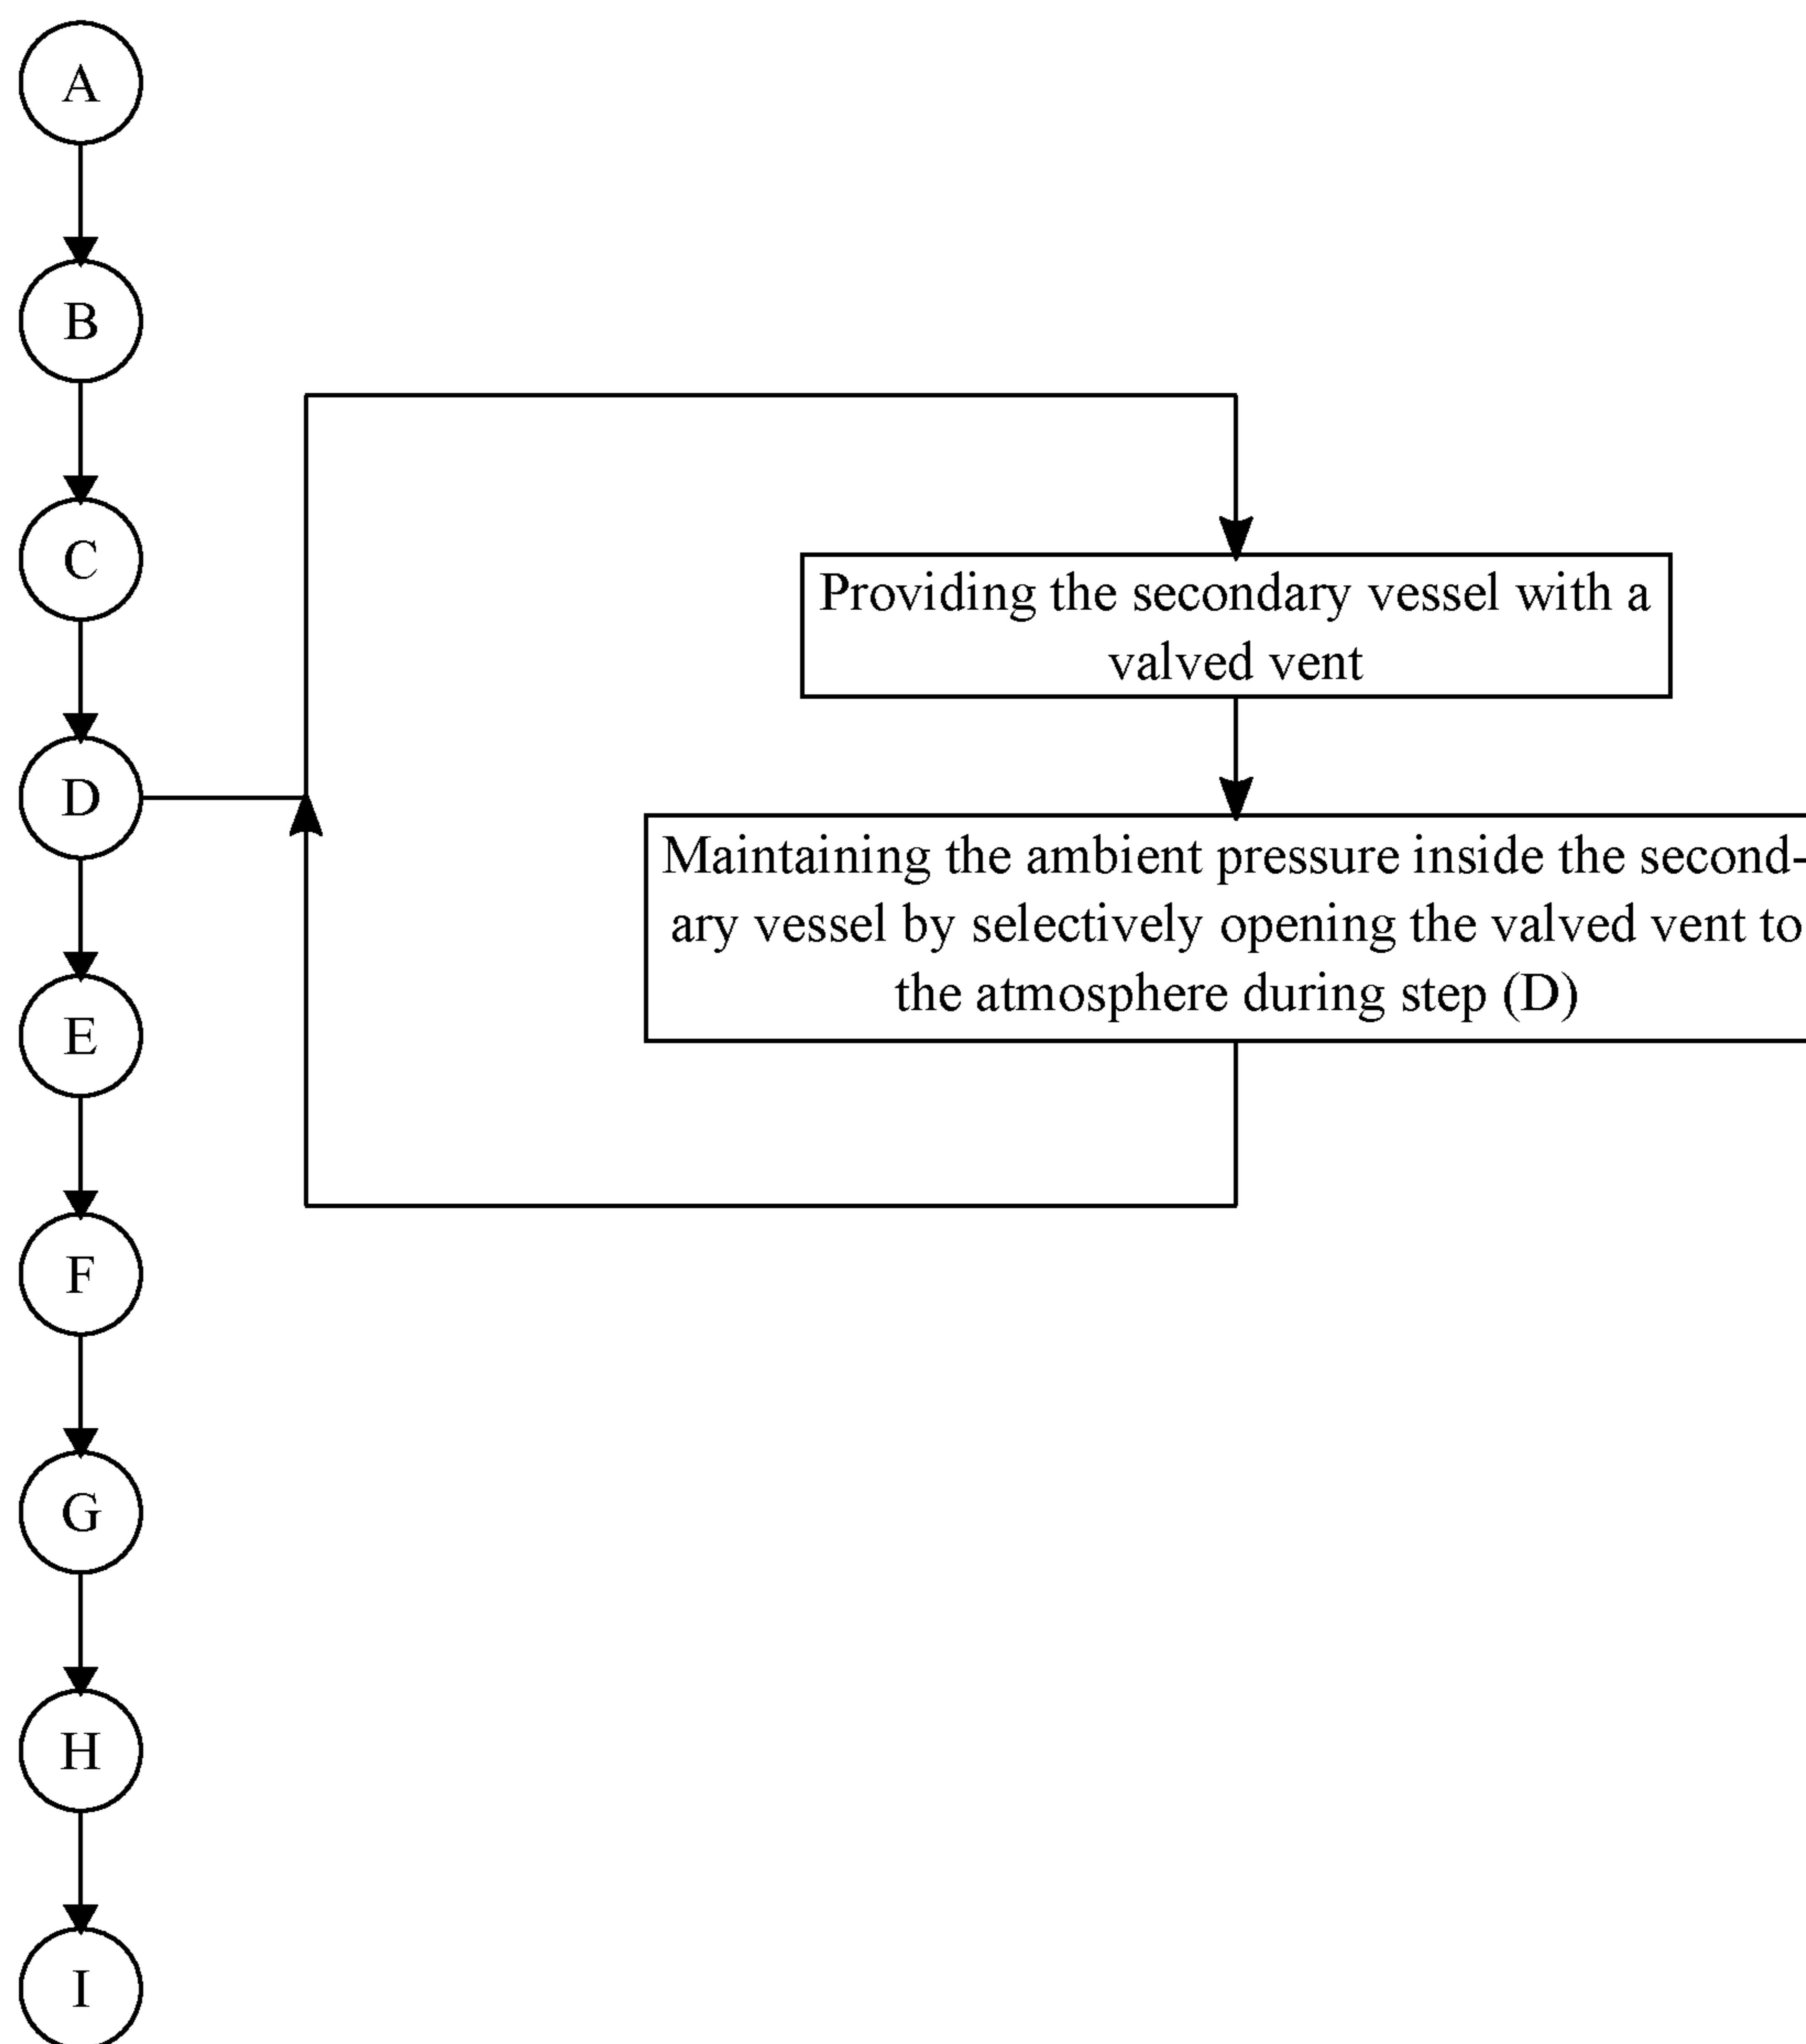 A
B
C
D
E
F
G
H
I
Providing the secondary vessel with a
valved vent
Maintaining the ambient pressure inside the second-
ary vessel by selectively opening the valved vent to
the atmosphere during step (D)